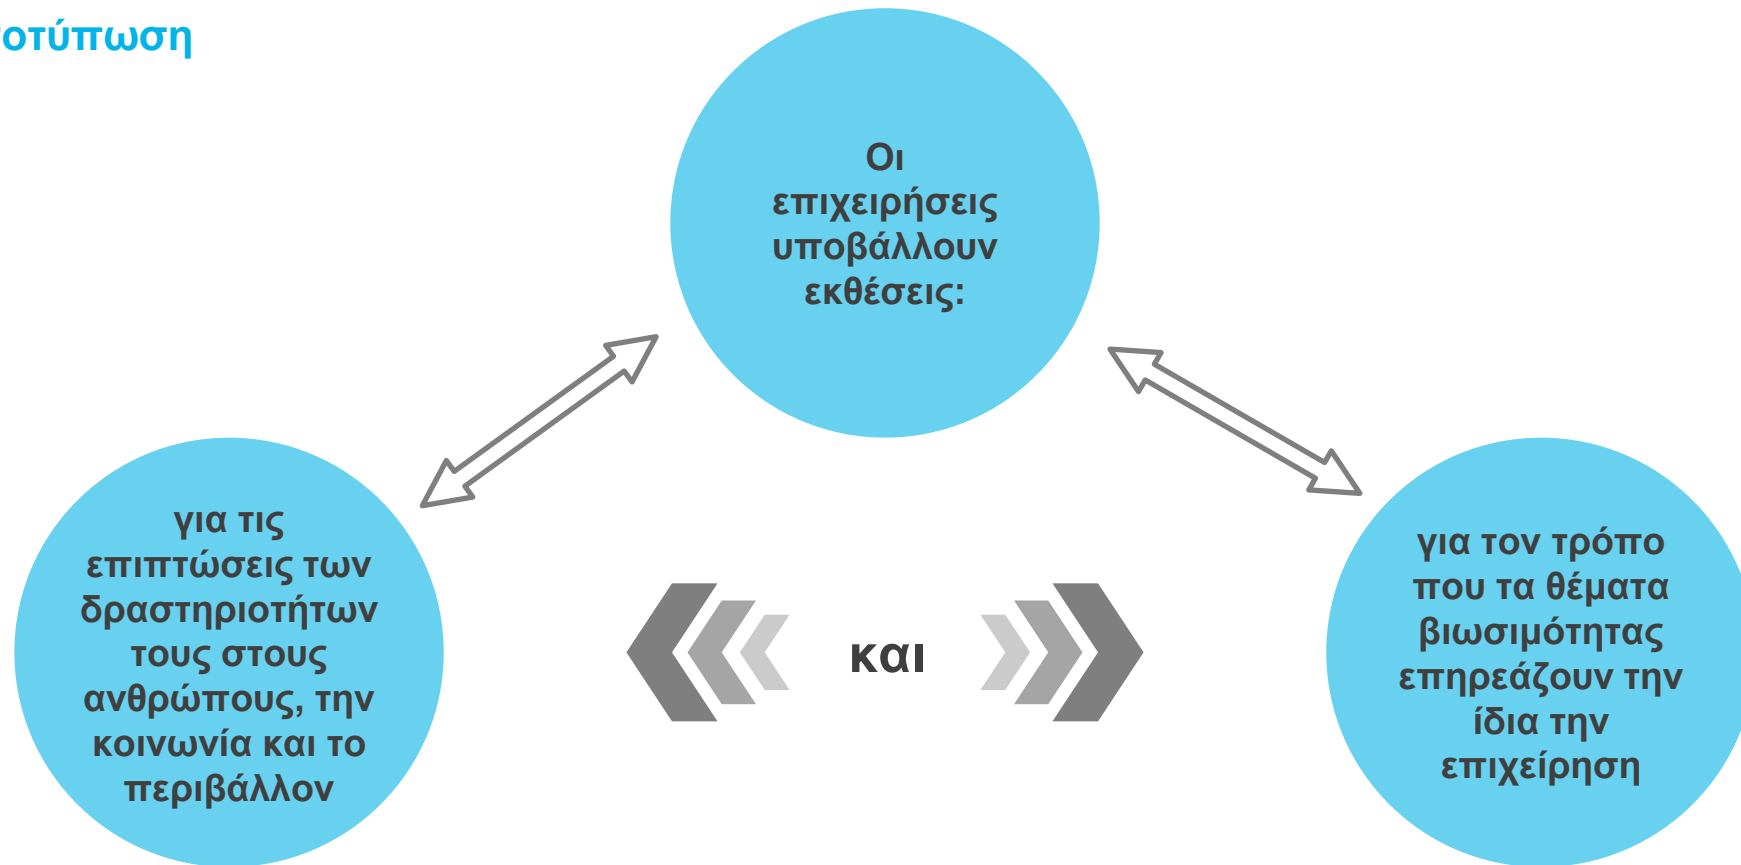 Οι
επιχειρήσεις
υποβάλλουν
εκθέσεις:
για τις
επιπτώσεις των
δραστηριοτήτων
τους στους
ανθρώπους, την
κοινωνία και το
περιβάλλον
και
για τον τρόπο
που τα θέματα
βιωσιμότητας
επηρεάζουν την
ίδια την
επιχείρηση